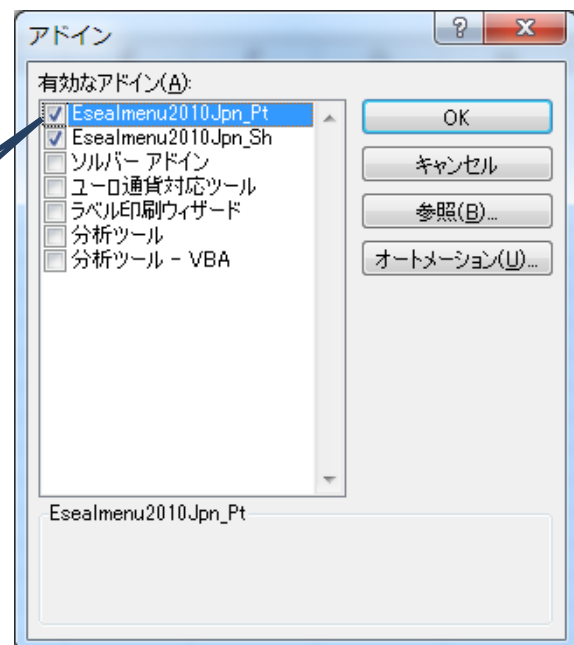 アドイン
有効なアドイン(A):
Esealmenu2010Jpn_Pt
Esealmenu2010Jpn_Sh
ソルバー アドイン
ユーロ通貨対応ツール
ラベル印刷ウィザード
分析ツール
分析ツール - VBA
OK
キャンセル
参照(B)...
オートメーション(U)...
Esealmenu2010Jpn_Pt